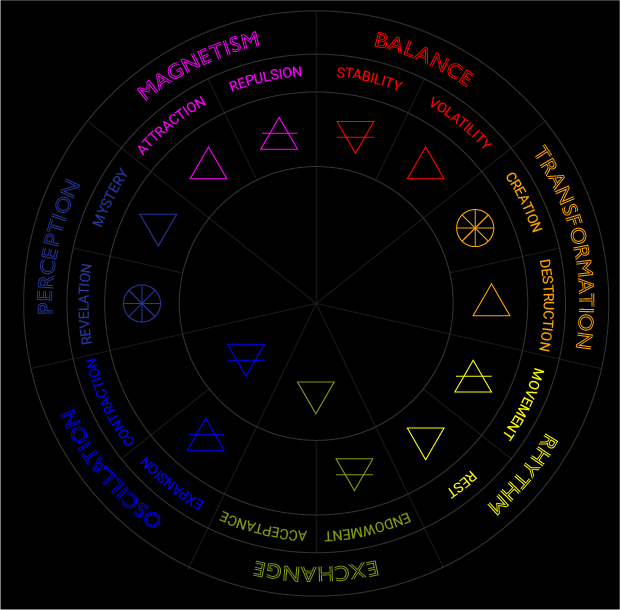 MAGNETISM
REPULSION
ATTRACTION
BALANCE
STABILITY
VOLATILITY
TRANSFORMATION
CREATION
DESTRUCTION
RHYTHM
MOVEMENT
REST
EXCHANGE
ENDOWMENT
ACCEPTANCE
OSCILLATION
EXPANSION
CONTRACTION
PERCEPTION
REVELATION
MYSTERY